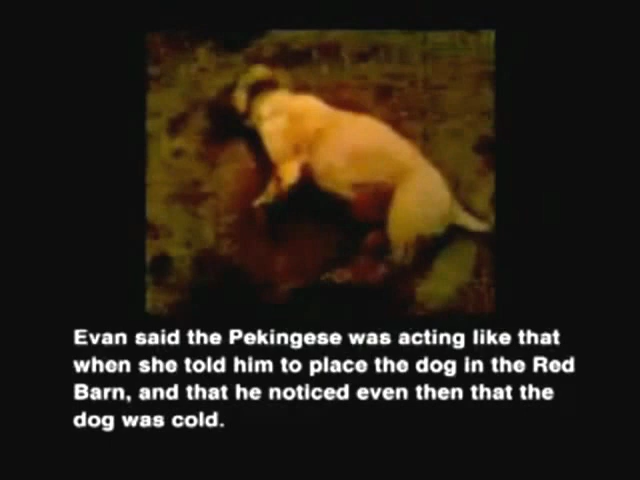 Evan said the Pekingese was acting like that
when she told him to place the dog in the Red
Barn, and that he noticed even then that the
dog was cold.